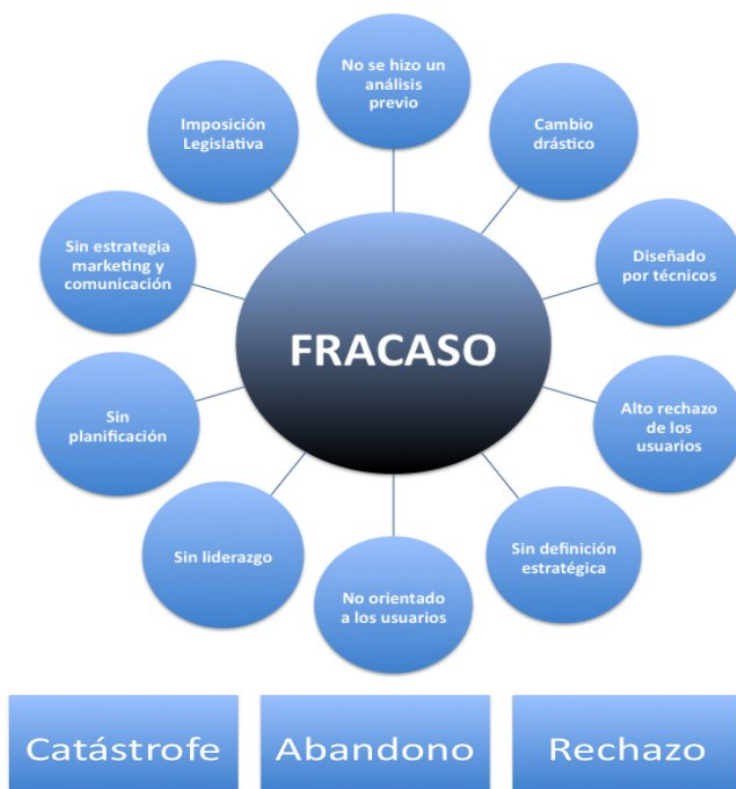 No se hizo un
análisis
previo
Cambio
drástico
Diseñado
por técnicos
Alto rechazo
de los
usuarios
Sin definición
estratégica
No orientado
a los usuarios
Sin liderazgo
Sin
planificación
Sin estrategia
marketing y
comunicación
Imposición
Legislativa
FRACASO
Catástrofe
Abandono
Rechazo